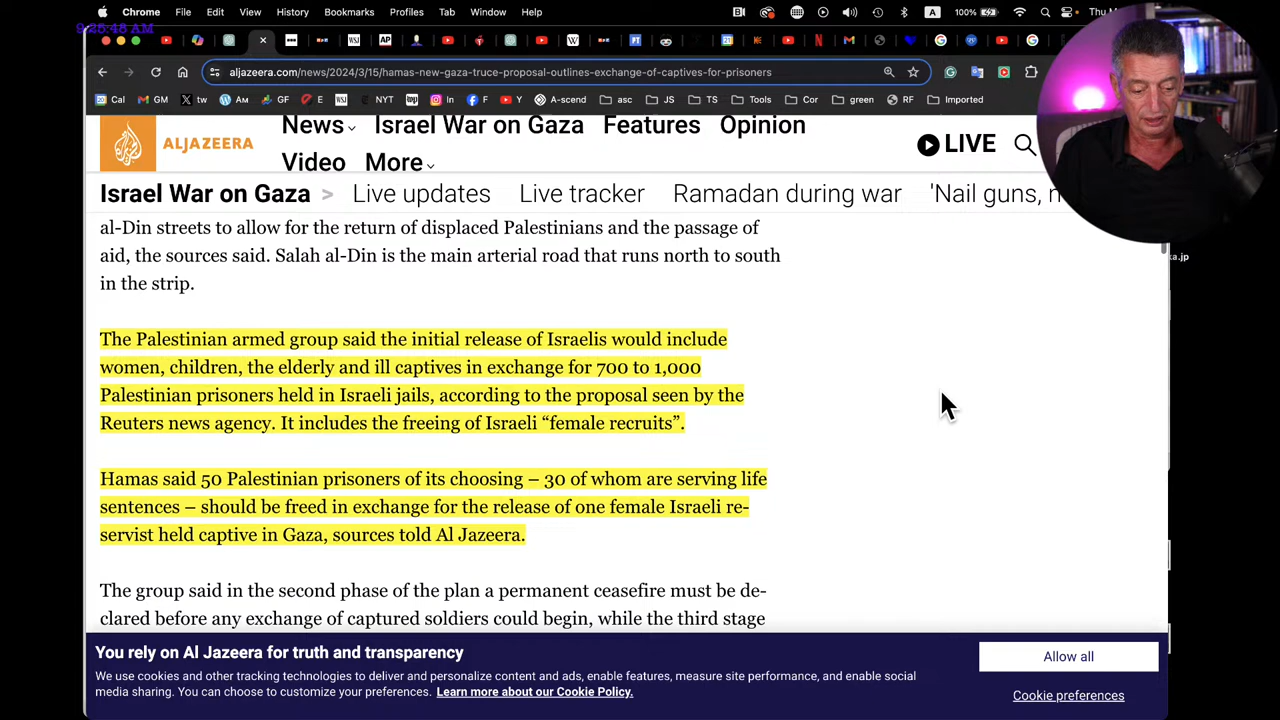 Chrome File Edit View History Bookmarks Profiles Tab Window Help A 100% Thu M
9:25:48 AM
aljazeera.com/news/2024/3/15/hamas-new-gaza-truce-proposal-outlines-exchange-of-captives-for-prisoners
Cal GM tw Ам GF E NYT In F Y A-scend asc JS TS Tools Cor green RF Imported
ALJAZEERA
News Israel War on Gaza Features Opinion
Video More
LIVE
Israel War on Gaza > Live updates Live tracker Ramadan during war 'Nail guns, n
al-Din streets to allow for the return of displaced Palestinians and the passage of
aid, the sources said. Salah al-Din is the main arterial road that runs north to south
in the strip.
The Palestinian armed group said the initial release of Israelis would include
women, children, the elderly and ill captives in exchange for 700 to 1,000
Palestinian prisoners held in Israeli jails, according to the proposal seen by the
Reuters news agency. It includes the freeing of Israeli “female recruits”.
Hamas said 50 Palestinian prisoners of its choosing – 30 of whom are serving life
sentences – should be freed in exchange for the release of one female Israeli re-
servist held captive in Gaza, sources told Al Jazeera.
The group said in the second phase of the plan a permanent ceasefire must be de-
clared before any exchange of captured soldiers could begin, while the third stage
You rely on Al Jazeera for truth and transparency
We use cookies and other tracking technologies to deliver and personalize content and ads, enable features, measure site performance, and enable social
media sharing. You can choose to customize your preferences. Learn more about our Cookie Policy.
Allow all
Cookie preferences
ka.jp